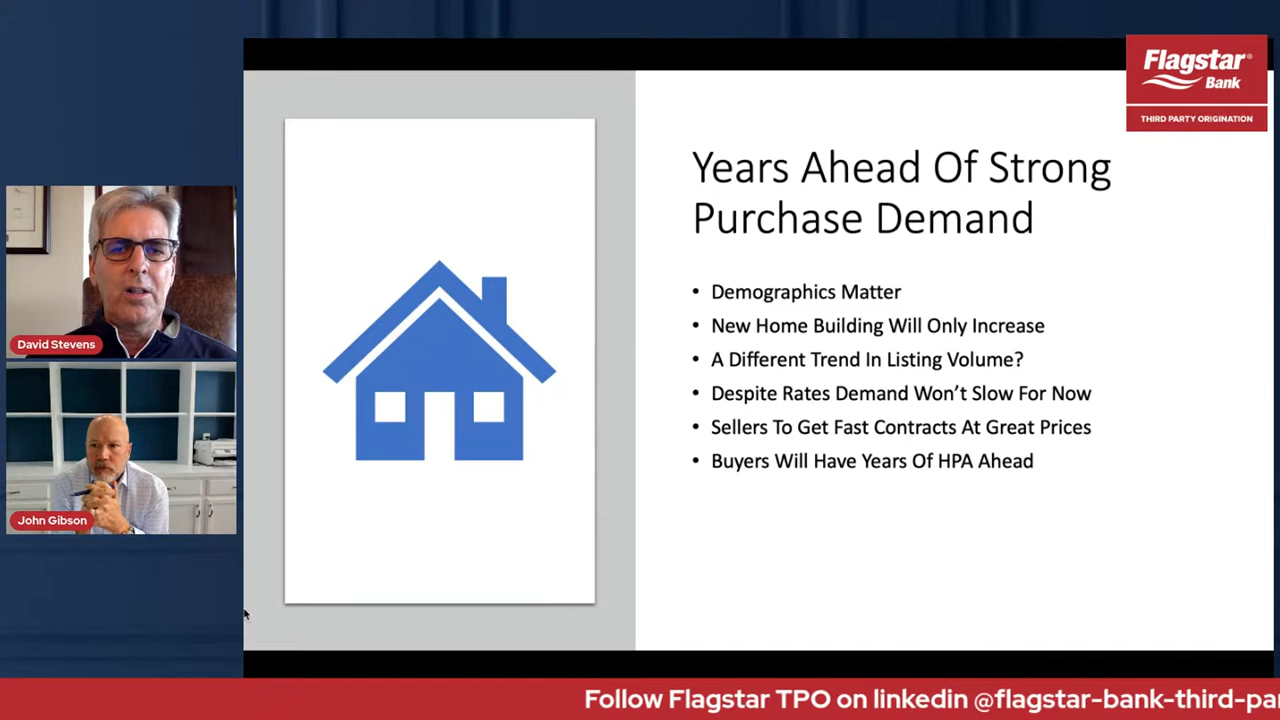 Flagstar®
Bank
THIRD PARTY ORIGINATION
Years Ahead Of Strong
Purchase Demand
• Demographics Matter
• New Home Building Will Only Increase
• A Different Trend In Listing Volume?
• Despite Rates Demand Won't Slow For Now
• Sellers To Get Fast Contracts At Great Prices
• Buyers Will Have Years Of HPA Ahead
David Stevens
John Gibson
Follow Flagstar TPO on linkedin @flagstar-bank-third-pa